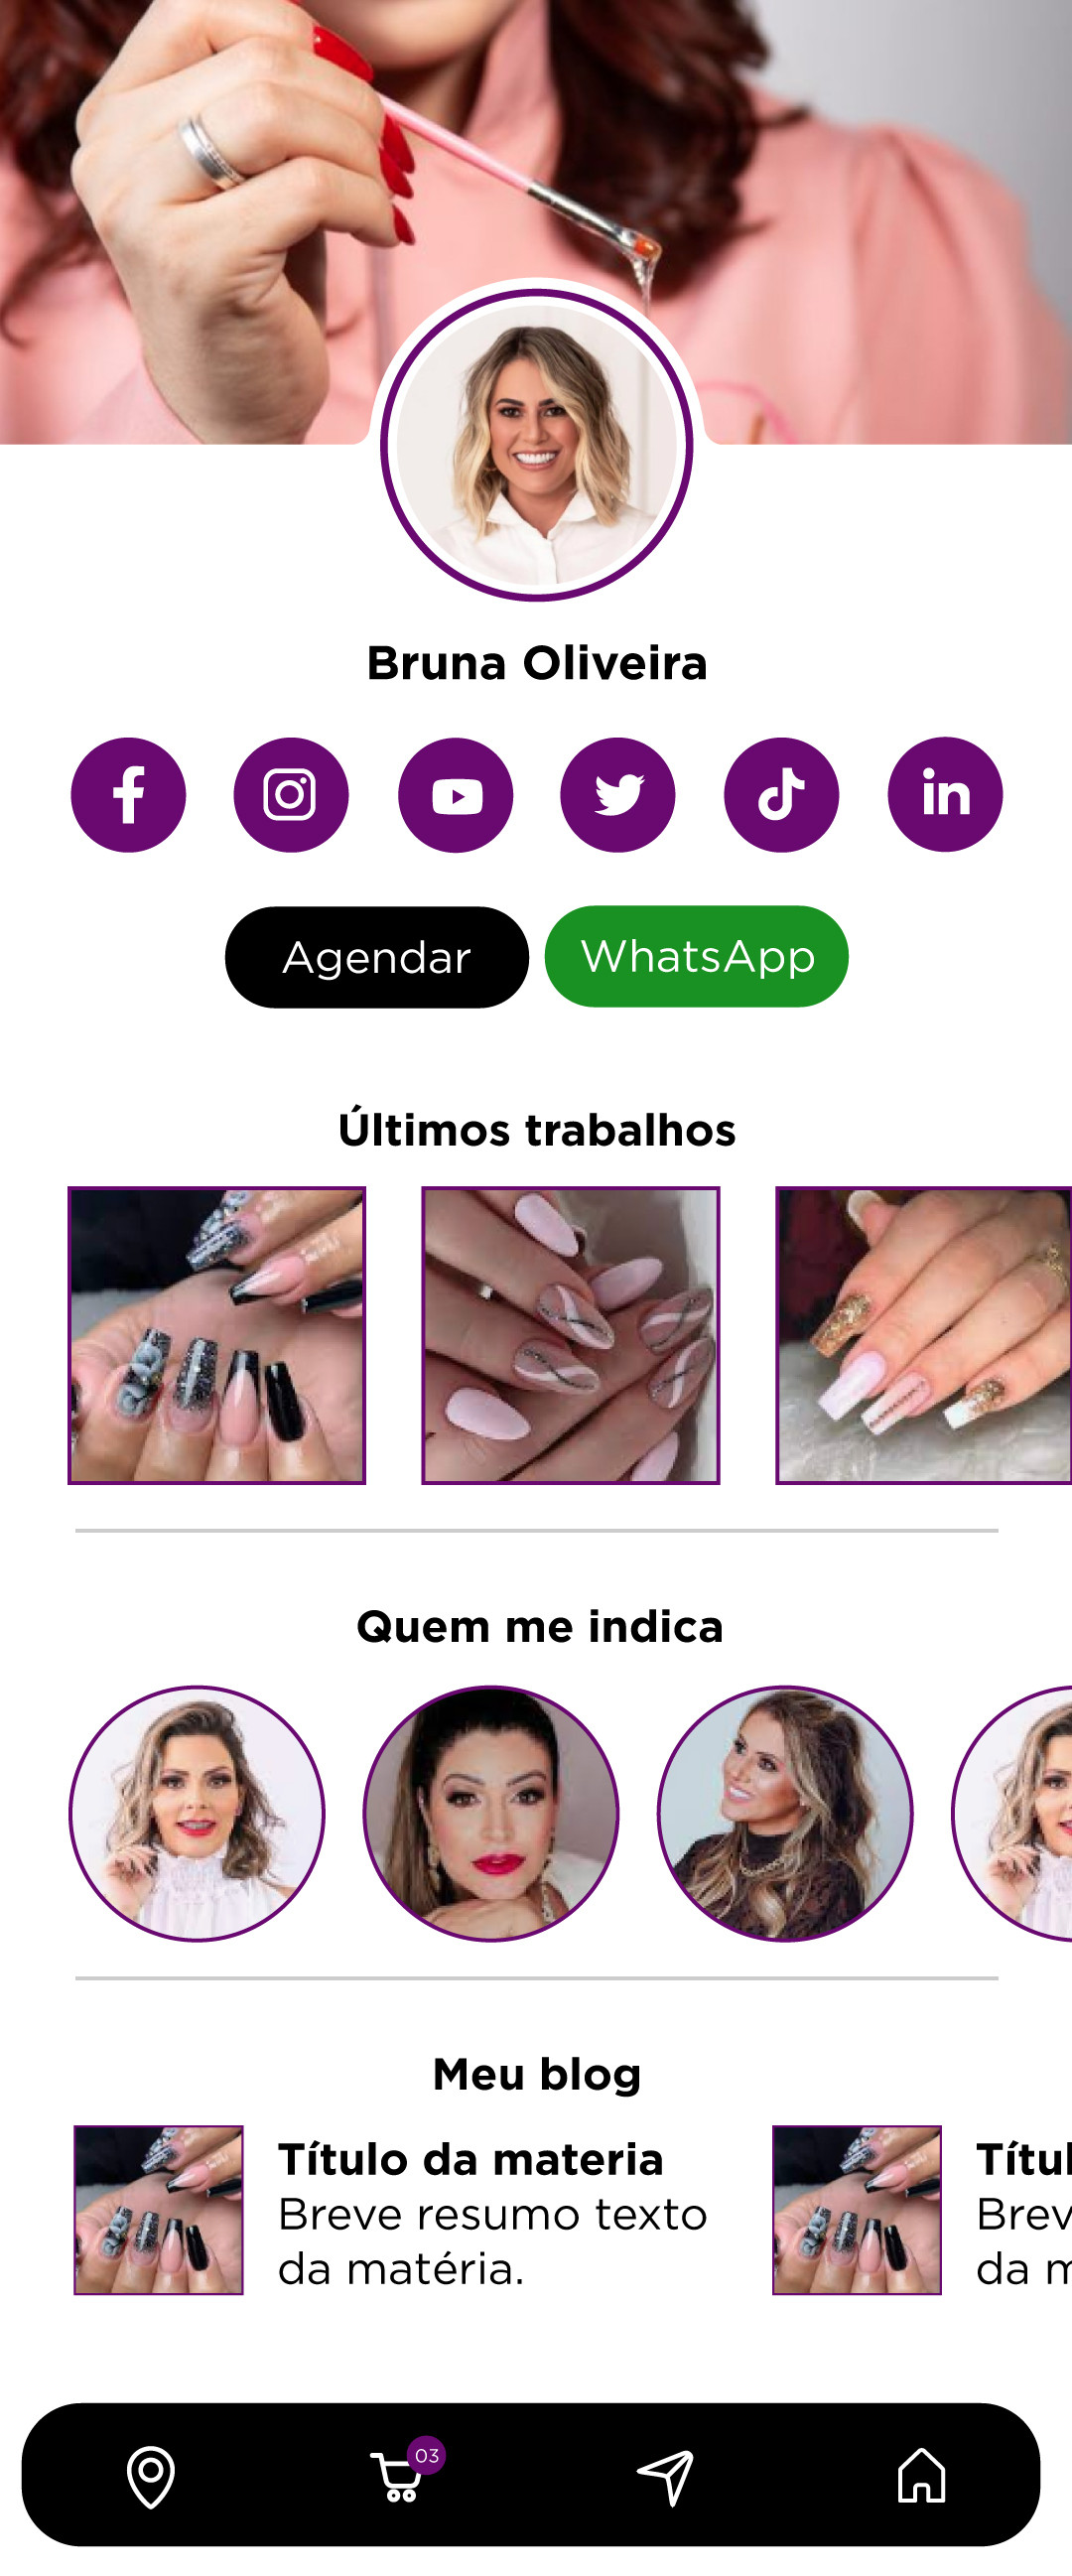 Bruna Oliveira
in
Agendar
WhatsApp
Últimos trabalhos
Quem me indica
Meu blog
Título da materia
Breve resumo texto
da matéria.
Títul
Brev
da m
03